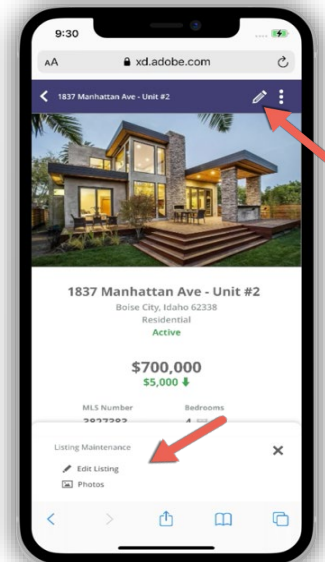 9:30
AA xd.adobe.com
1837 Manhattan Ave - Unit #2
1837 Manhattan Ave - Unit #2
Boise City, Idaho 62338
Residential
Active
$700,000
$5,000
MLS Number Bedrooms
Listing Maintenance
Edit Listing
Photos